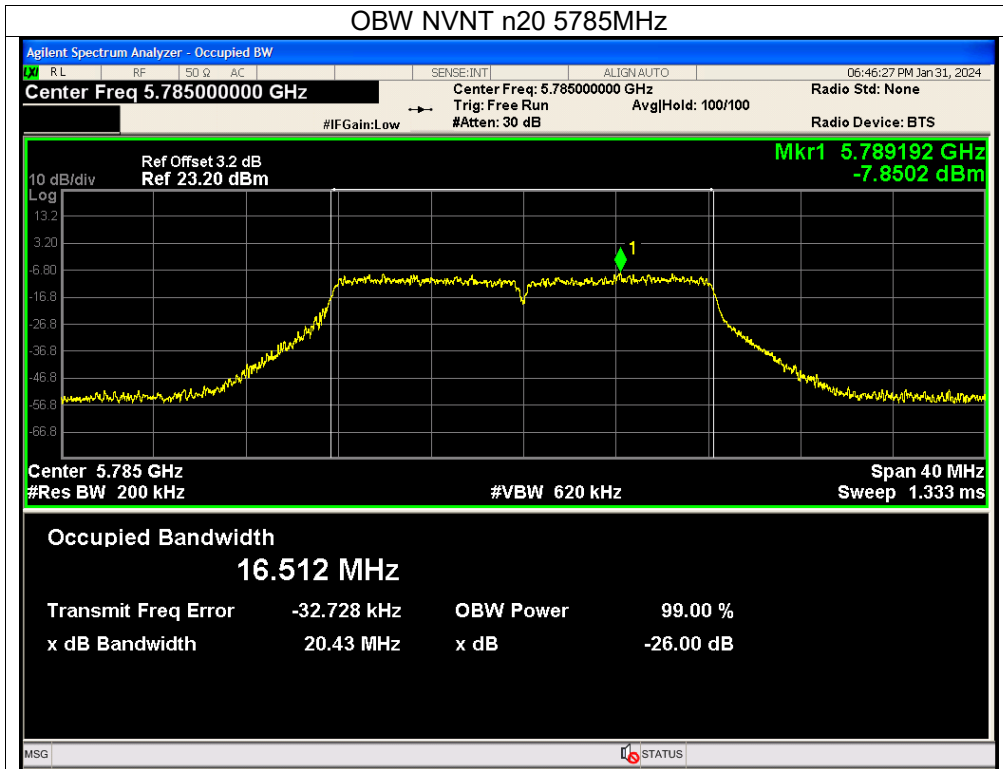 OBW NVNT n20 5785MHz
Agilent Spectrum Analyzer - Occupied BW
LXI RL RF 50 Ω AC SENSE:INT ALIGNAUTO 06:46:27 PM Jan 31, 2024
Center Freq 5.785000000 GHz Center Freq: 5.785000000 GHz Radio Std: None
Trig: Free Run Avg|Hold: 100/100
#IFGain:Low #Atten: 30 dB Radio Device: BTS
Mkr1 5.789192 GHz
-7.8502 dBm
Ref Offset 3.2 dB
10 dB/div Ref 23.20 dBm
Log
13.2
3.20
1
-6.80
-16.8
-26.8
-36.8
-46.8
-56.8
-66.8
Center 5.785 GHz Span 40 MHz
#Res BW 200 kHz #VBW 620 kHz Sweep 1.333 ms
Occupied Bandwidth
16.512 MHz
Transmit Freq Error -32.728 kHz OBW Power 99.00 %
x dB Bandwidth 20.43 MHz x dB -26.00 dB
MSG STATUS